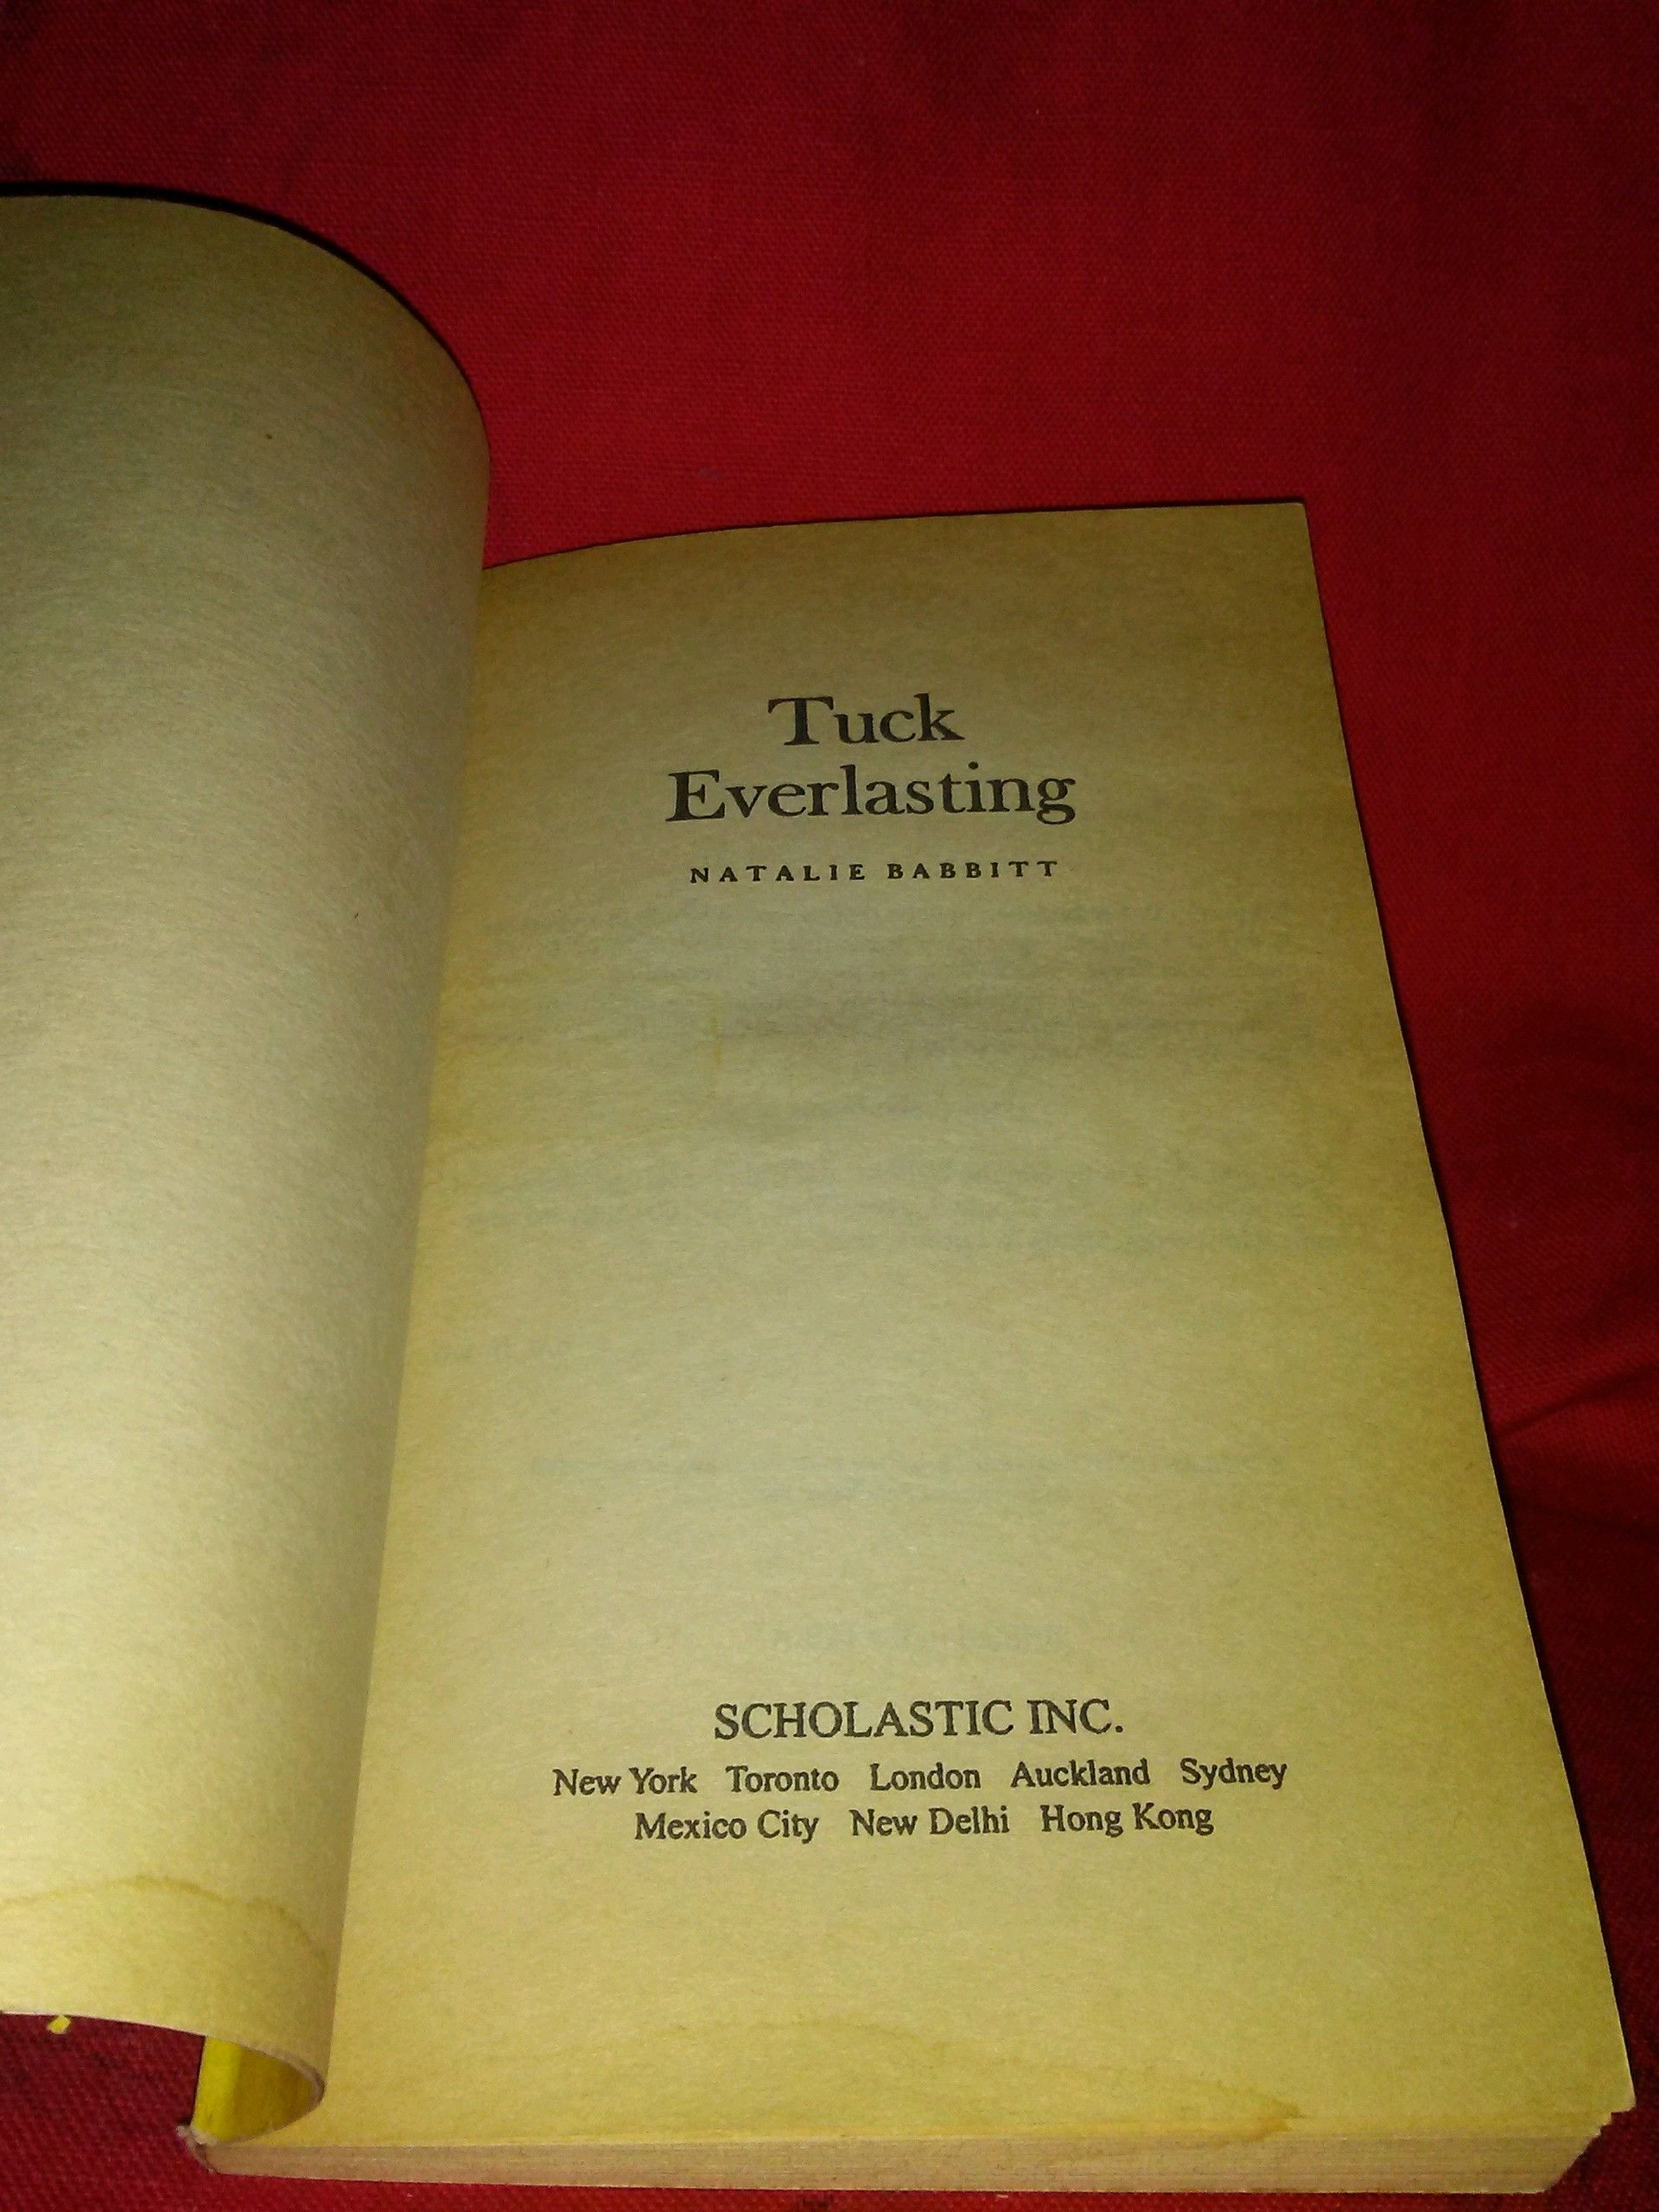 Tuck
Everlasting
NATALIE BABBITT
SCHOLASTIC INC.
New York Toronto London Auckland Sydney
Mexico City New Delhi Hong Kong